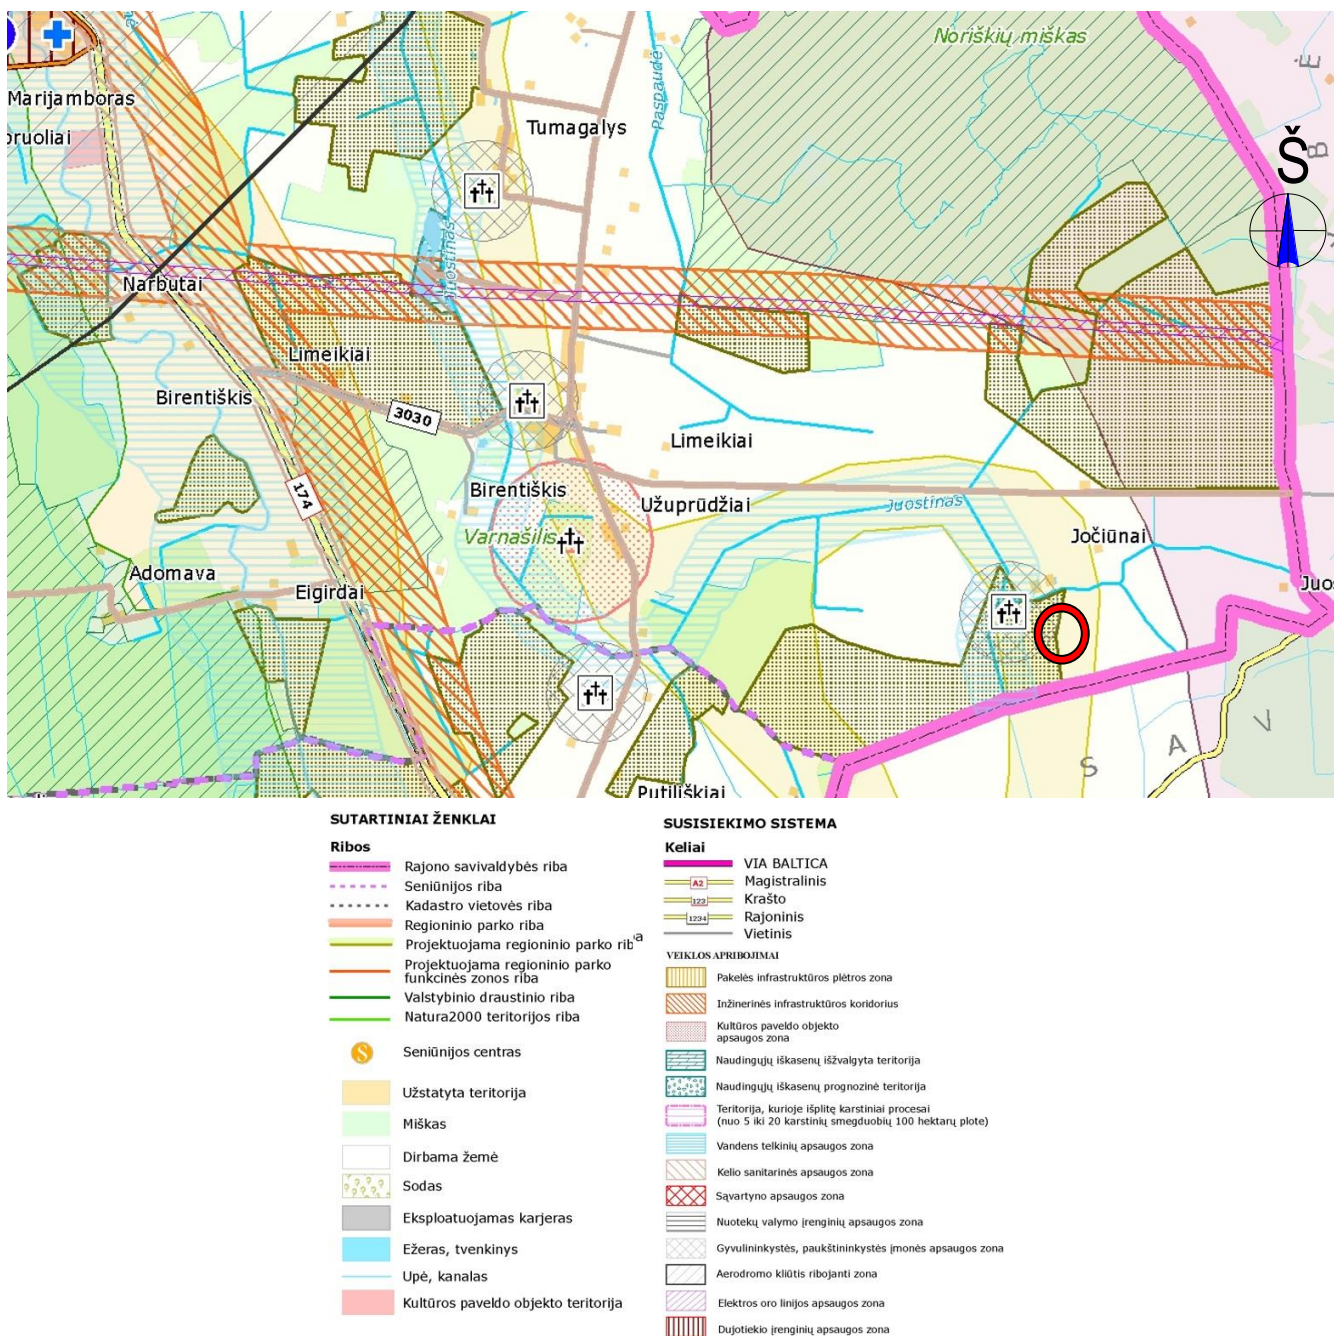 Noriškių miškas
Paspaudė
Marijamboras
oruoliai
Tumagalys
Š
Ė
B
Juostinas
Narbutai
Limeikiai
Birentiškis
3030
Limeikiai
174
Birentiškis
Užuprūdžiai
Juostinas
Varnašilis
Jočiūnai
Adomava
Eigirdai
Juos
S A V
Putiliškiai
SUTARTINIAI ŽENKLAI
Ribos
Rajono savivaldybės riba
Seniūnijos riba
Kadastro vietovės riba
Regioninio parko riba
Projektuojama regioninio parko riba
Projektuojama regioninio parko
funkcinės zonos riba
Valstybinio draustinio riba
Natura2000 teritorijos riba
Š Seniūnijos centras
Užstatyta teritorija
Miškas
Dirbama žemė
Sodas
Eksploatuojamas karjeras
Ežeras, tvenkinys
Upė, kanalas
Kultūros paveldo objekto teritorija
SUSISIEKIMO SISTEMA
Keliai
VIA BALTICA
A2 Magistralinis
123 Krašto
1234 Rajoninis
Vietinis
VEIKLOS APRIBOJIMAI
Pakelės infrastruktūros plėtros zona
Inžinerinės infrastruktūros koridorius
Kultūros paveldo objekto
apsaugos zona
Naudingųjų iškasenų išžvalgyta teritorija
Naudingųjų iškasenų prognozinė teritorija
Teritorija, kurioje išplitę karstiniai procesai
(nuo 5 iki 20 karstinių smegduobių 100 hektarų plote)
Vandens telkinių apsaugos zona
Kelio sanitarinės apsaugos zona
Sąvartyno apsaugos zona
Nuotekų valymo įrenginių apsaugos zona
Gyvulininkystės, paukštininkystės įmonės apsaugos zona
Aerodromo kliūtis ribojanti zona
Elektros oro linijos apsaugos zona
Dujotiekio įrenginių apsaugos zona